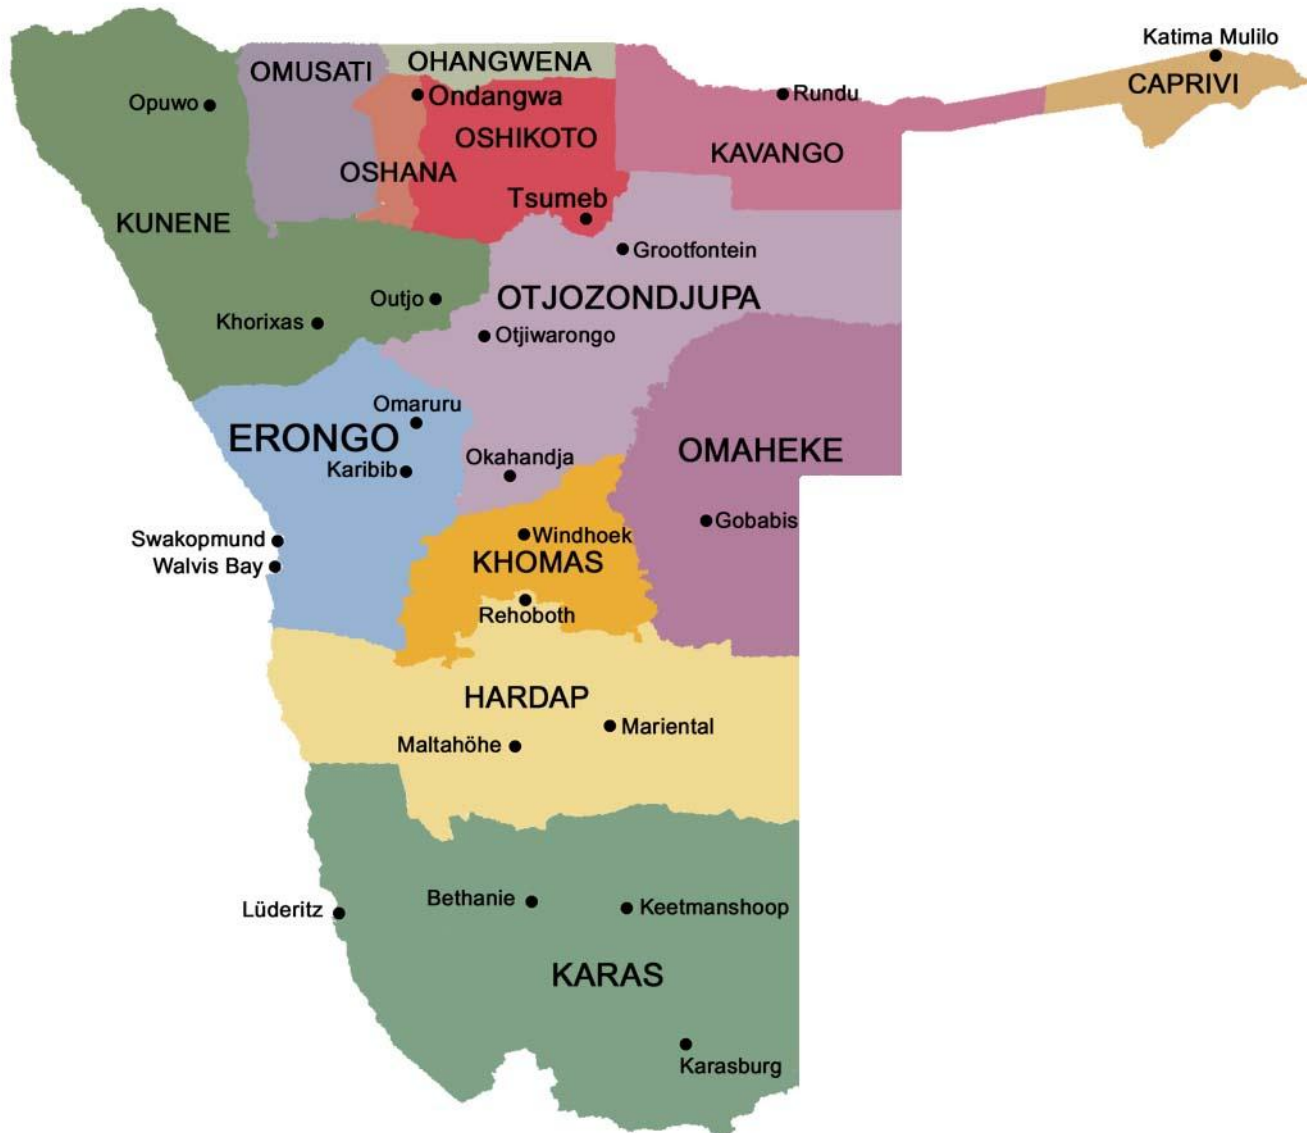 Katima Mulilo
CAPRIVI
OHANGWENA
OMUSATI
Opuwo
Ondangwa
Rundu
OSHIKOTO
KAVANGO
OSHANA
Tsumeb
KUNENE
Grootfontein
Outjo
OTJOZONDJUPA
Khorixas
Otjiwarongo
Omaruru
ERONGO
OMAHEKE
Karibib
Okahandja
Gobabis
Swakopmund
Windhoek
Walvis Bay
KHOMAS
Rehoboth
HARDAP
Mariental
Maltahöhe
Bethanie
Keetmanshoop
Lüderitz
KARAS
Karasburg